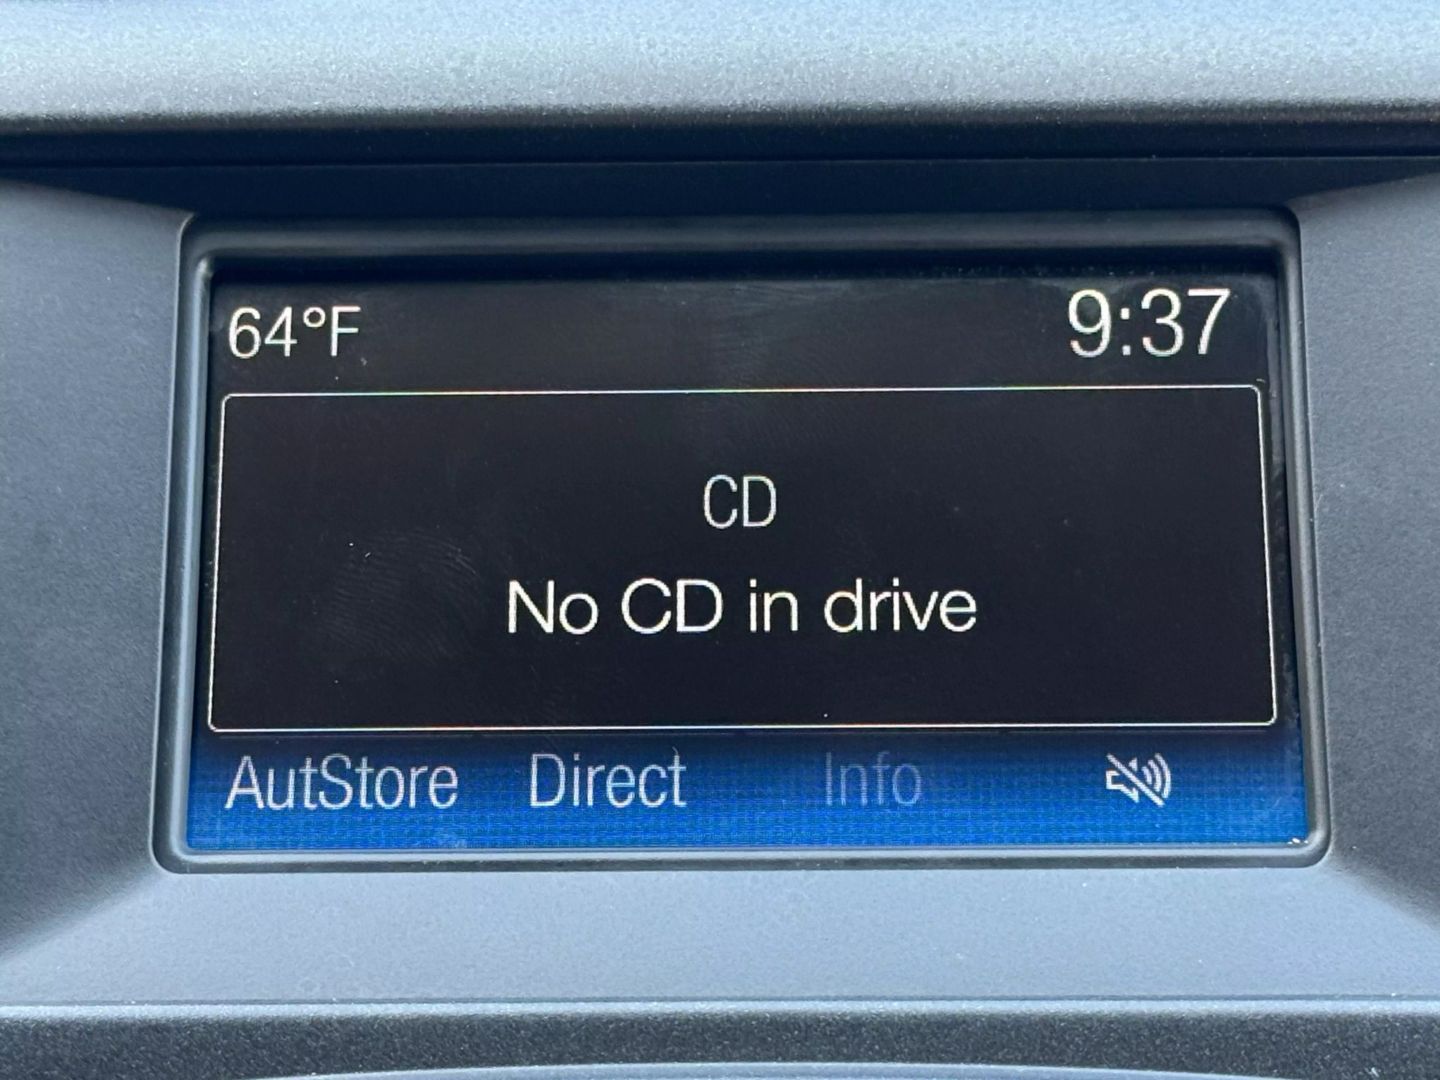 64°F 9:37
CD
No CD in drive
AutStore Direct Info